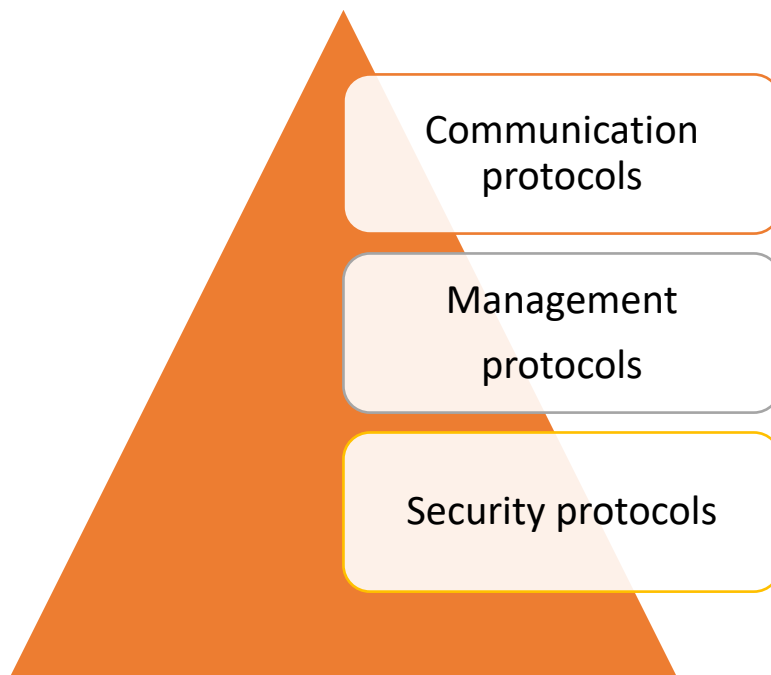 Communication
protocols
Management
protocols
Security protocols